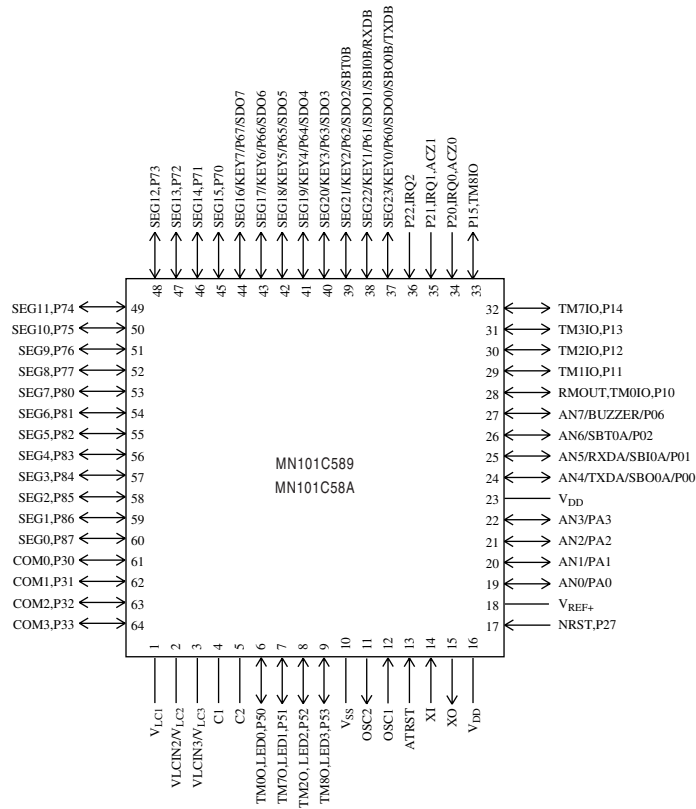 SEG12,P73
SEG13,P72
SEG14,P71
SEG15,P70
SEG16/KEY7/P67/SDO7
SEG17/KEY6/P66/SDO6
SEG18/KEY5/P65/SDO5
SEG19/KEY4/P64/SDO4
SEG20/KEY3/P63/SDO3
SEG21/KEY2/P62/SDO2/SBT0B
SEG22/KEY1/P61/SDO1/SBI0B/RXDB
SEG23/KEY0/P60/SDO0/SBO0B/TXDB
P22,IRQ2
P21,IRQ1,ACZ1
P20,IRQ0,ACZ0
P15,TM8IO
48 47 46 45 44 43 42 41 40 39 38 37 36 35 34 33
SEG11,P74 49
SEG10,P75 50
SEG9,P76 51
SEG8,P77 52
SEG7,P80 53
SEG6,P81 54
SEG5,P82 55
SEG4,P83 56
SEG3,P84 57
SEG2,P85 58
SEG1,P86 59
SEG0,P87 60
COM0,P30 61
COM1,P31 62
COM2,P32 63
COM3,P33 64
MN101C589
MN101C58A
32 TM7IO,P14
31 TM3IO,P13
30 TM2IO,P12
29 TM1IO,P11
28 RMOUT,TM0IO,P10
27 AN7/BUZZER/P06
26 AN6/SBT0A/P02
25 AN5/RXDA/SBI0A/P01
24 AN4/TXDA/SBO0A/P00
23 VDD
22 AN3/PA3
21 AN2/PA2
20 AN1/PA1
19 AN0/PA0
18 VREF+
17 NRST,P27
1 2 3 4 5 6 7 8 9 10 11 12 13 14 15 16
VLC1
VLCIN2/VLC2
VLCIN3/VLC3
C1
C2
TM0O,LED0,P50
TM7O,LED1,P51
TM2O, LED2,P52
TM8O,LED3,P53
VSS
OSC2
OSC1
ATRST
XI
XO
VDD